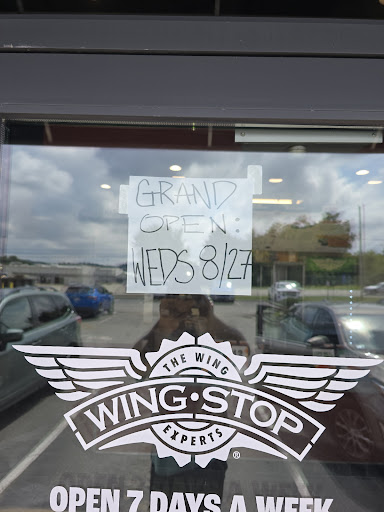 GRAND
OPEN:
WEDS 8/27
THE WING
WING·STOP
EXPERTS
®
OPEN 7 DAYS A WEEK